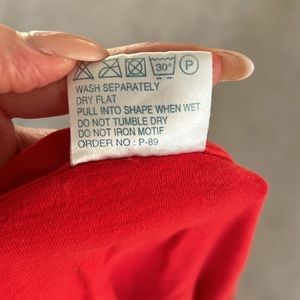 30° P
WASH SEPARATELY
DRY FLAT
PULL INTO SHAPE WHEN WET
DO NOT TUMBLE DRY
DO NOT IRON MOTIF
ORDER NO : P-89